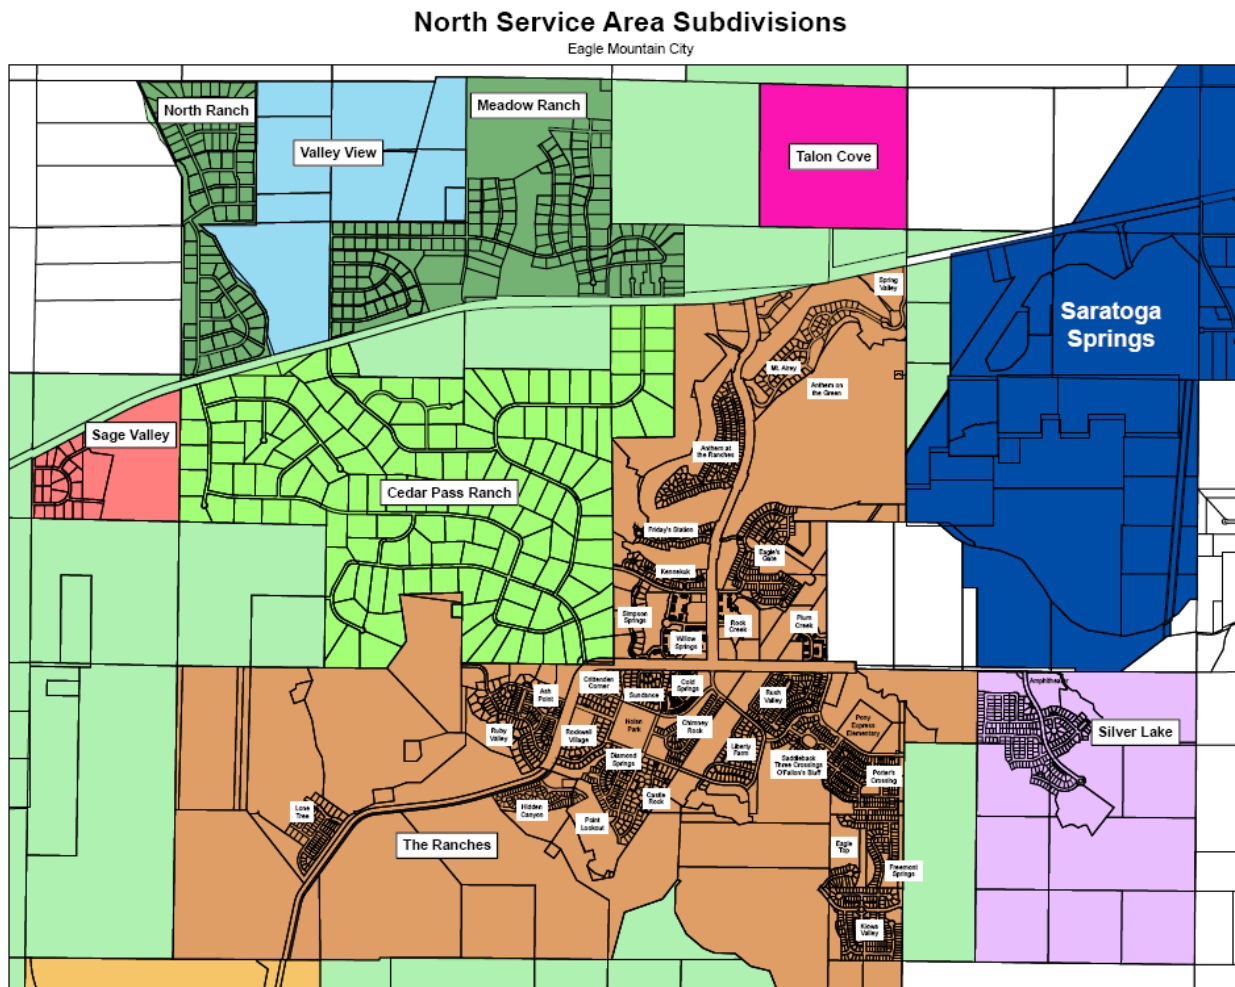 North Service Area Subdivisions
Eagle Mountain City
North Ranch
Meadow Ranch
Valley View
Talon Cove
Spring
Valley
Saratoga
Springs
Mt. Airey
Anthem on
the Green
Sage Valley
Anthem at
the Ranches
Cedar Pass Ranch
Friday's Station
Eagle's
Gate
Kennekuk
Simpson
Springs
Rock
Creek
Plum
Creek
Willow
Springs
Amphitheater
Crittenden
Corner
Cold
Springs
Ash
Point
Sundance
Rush
Valley
Nolan
Park
Chimney
Rock
Pony
Express
Elementary
Silver Lake
Ruby
Valley
Rockwell
Village
Liberty
Farm
Diamond
Springs
Saddleback
Three Crossings
O'Fallon's Bluff
Porter's
Crossing
Castle
Rock
Lone
Tree
Hidden
Canyon
Point
Lookout
The Ranches
Eagle
Top
Freemont
Springs
Kiowa
Valley